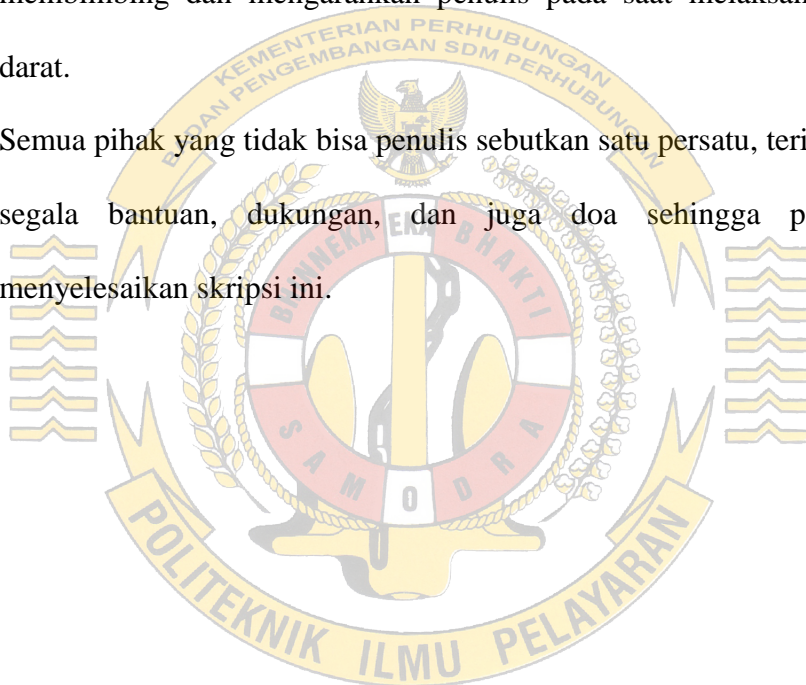 membimbing dan mengarahkan penulis pada saat melaksan
darat.
Semua pihak yang tidak bisa penulis sebutkan satu persatu, teri
segala bantuan, dukungan, dan juga doa sehingga p
menyelesaikan skripsi ini.
KEMENTERIAN PERHUBUNGAN
BADAN PENGEMBANGAN SDM PERHUBUNGAN
BHINNEKA EKA BHAKTI
SAMODRA
POLITEKNIK ILMU PELAYARAN